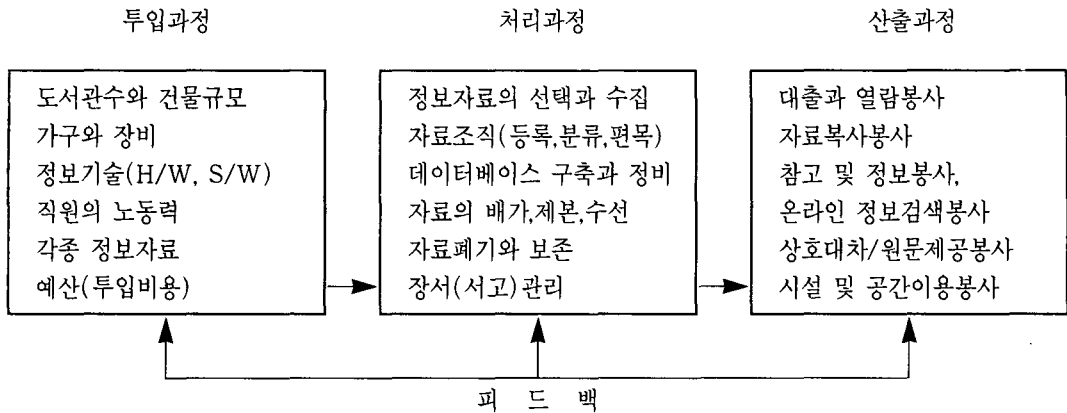 투입과정
도서관수와 건물규모
가구와 장비
정보기술(H/W, S/W)
직원의 노동력
각종 정보자료
예산(투입비용)
처리과정
정보자료의 선택과 수집
자료조직(등록,분류,편목)
데이터베이스 구축과 정비
자료의 배가,제본,수선
자료폐기와 보존
장서(서고)관리
산출과정
대출과 열람봉사
자료복사봉사
참고 및 정보봉사,
온라인 정보검색봉사
상호대차/원문제공봉사
시설 및 공간이용봉사
피 드 백